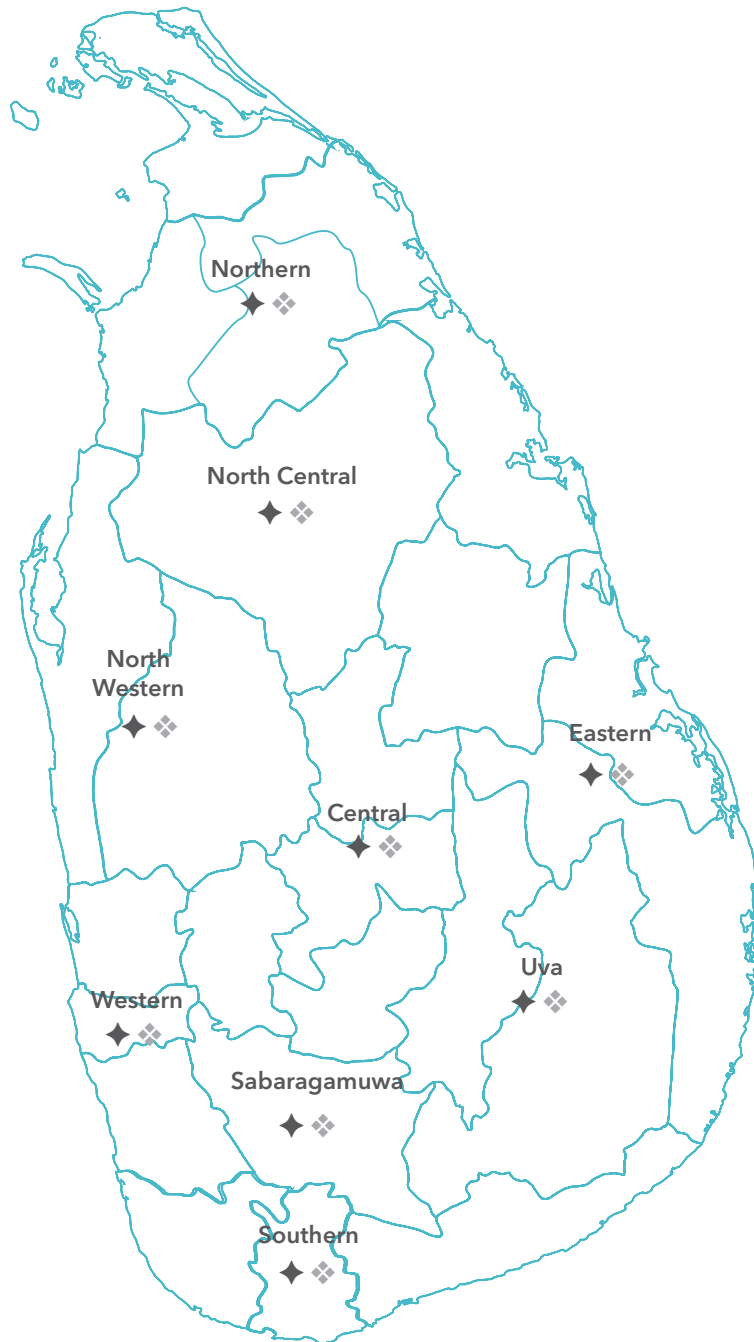 Northern
North Central
North
Western
Eastern
Central
Uva
Western
Sabaragamuwa
Southern